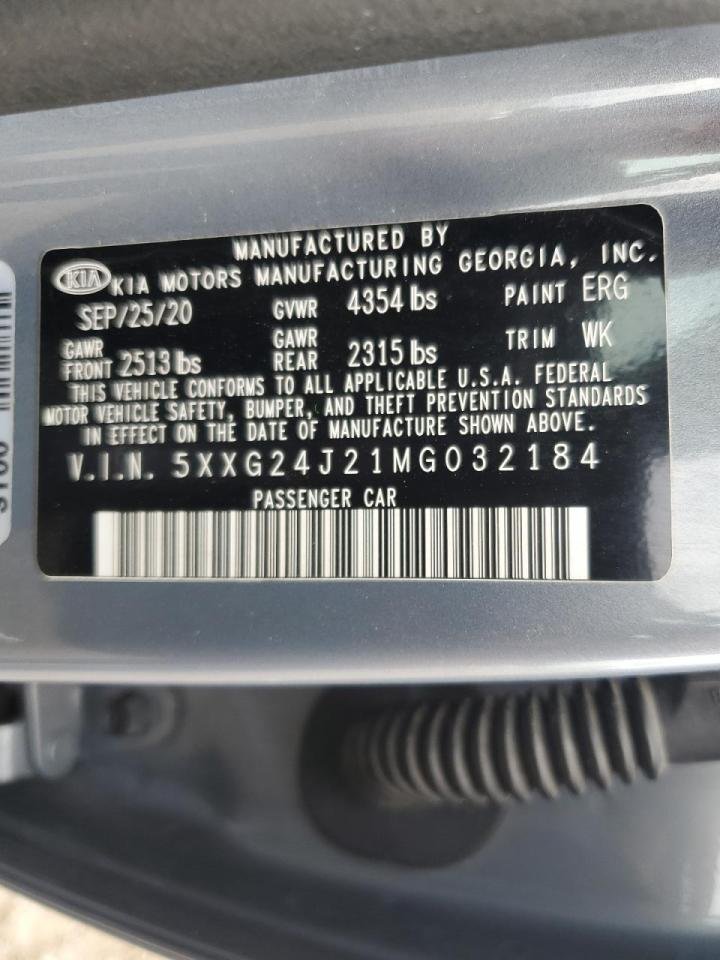 MANUFACTURED BY
KIA KIA MOTORS MANUFACTURING GEORGIA, INC.
SEP/25/20 GVWR 4354 lbs PAINT ERG
GAWR FRONT 2513 lbs GAWR REAR 2315 lbs TRIM WK
THIS VEHICLE CONFORMS TO ALL APPLICABLE U.S.A. FEDERAL
MOTOR VEHICLE SAFETY, BUMPER, AND THEFT PREVENTION STANDARDS
IN EFFECT ON THE DATE OF MANUFACTURE SHOWN ABOVE.
V.I.N. 5XXG24J21MG032184
PASSENGER CAR